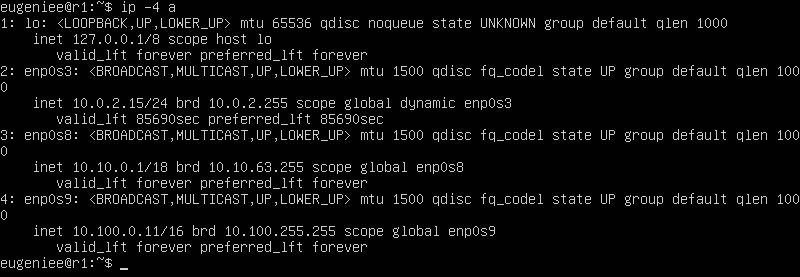 eugeniee@r1:~$ ip -4 a
1: lo: <LOOPBACK,UP,LOWER_UP> mtu 65536 qdisc noqueue state UNKNOWN group default qlen 1000
    inet 127.0.0.1/8 scope host lo
       valid_lft forever preferred_lft forever
2: enp0s3: <BROADCAST,MULTICAST,UP,LOWER_UP> mtu 1500 qdisc fq_codel state UP group default qlen 100
0
    inet 10.0.2.15/24 brd 10.0.2.255 scope global dynamic enp0s3
       valid_lft 85690sec preferred_lft 85690sec
3: enp0s8: <BROADCAST,MULTICAST,UP,LOWER_UP> mtu 1500 qdisc fq_codel state UP group default qlen 100
0
    inet 10.10.0.1/18 brd 10.10.63.255 scope global enp0s8
       valid_lft forever preferred_lft forever
4: enp0s9: <BROADCAST,MULTICAST,UP,LOWER_UP> mtu 1500 qdisc fq_codel state UP group default qlen 100
0
    inet 10.100.0.11/16 brd 10.100.255.255 scope global enp0s9
       valid_lft forever preferred_lft forever
eugeniee@r1:~$ _